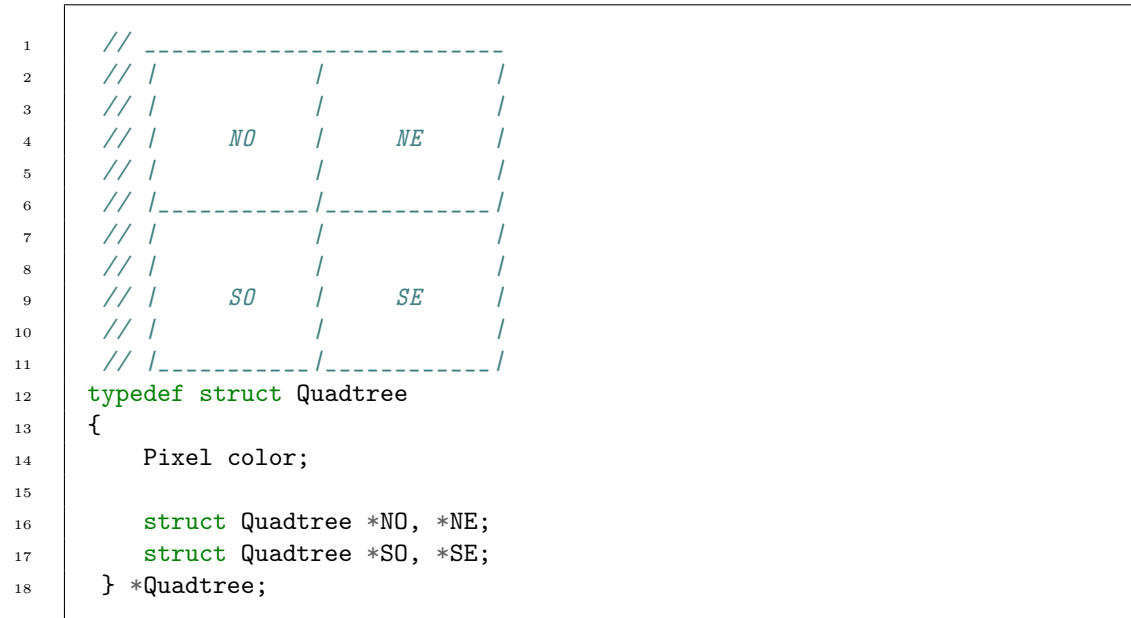 1 // __________________________
2 // |           |            |
3 // |           |            |
4 // |     NO    |     NE     |
5 // |           |            |
6 // |___________|____________|
7 // |           |            |
8 // |           |            |
9 // |     SO    |     SE     |
10 // |           |            |
11 // |___________|____________|
12 typedef struct Quadtree
13 {
14     Pixel color;
15
16     struct Quadtree *NO, *NE;
17     struct Quadtree *SO, *SE;
18 } *Quadtree;